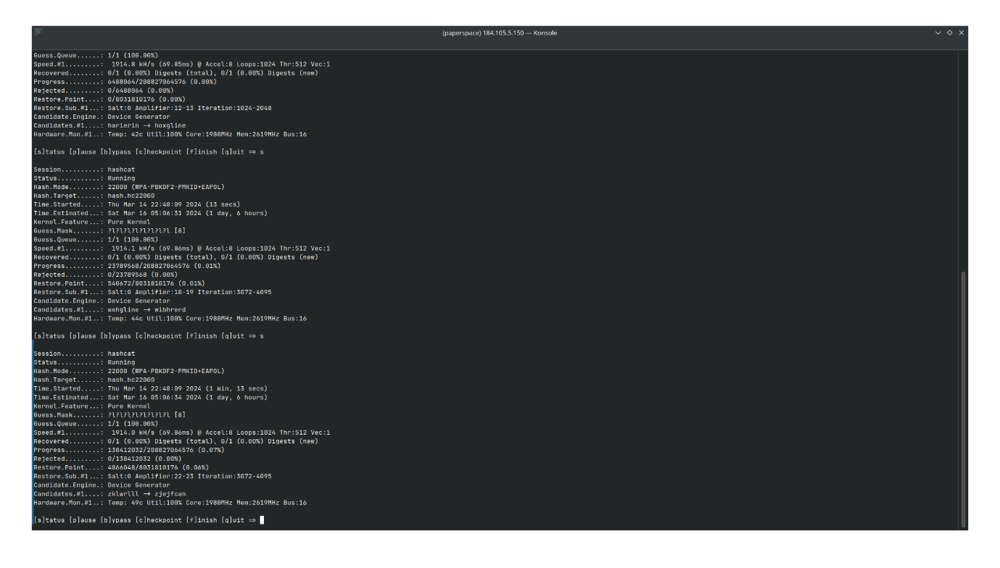 (paperspace) 184.105.5.150 — Konsole
Guess.Queue......: 1/1 (100.00%)
Speed.#1.........:  1914.8 kH/s (69.85ms) @ Accel:8 Loops:1024 Thr:512 Vec:1
Recovered........: 0/1 (0.00%) Digests (total), 0/1 (0.00%) Digests (new)
Progress.........: 6488064/208827064576 (0.00%)
Rejected.........: 0/6488064 (0.00%)
Restore.Point....: 0/8031810176 (0.00%)
Restore.Sub.#1...: Salt:0 Amplifier:12-13 Iteration:1024-2048
Candidate.Engine.: Device Generator
Candidates.#1....: harierin → hoxgline
Hardware.Mon.#1..: Temp: 42c Util:100% Core:1980MHz Mem:2619MHz Bus:16
[s]tatus [p]ause [b]ypass [c]heckpoint [f]inish [q]uit ⇒ s
Session..........: hashcat
Status...........: Running
Hash.Mode........: 22000 (WPA-PBKDF2-PMKID+EAPOL)
Hash.Target......: hash.hc22000
Time.Started.....: Thu Mar 14 22:48:09 2024 (13 secs)
Time.Estimated...: Sat Mar 16 05:06:31 2024 (1 day, 6 hours)
Kernel.Feature...: Pure Kernel
Guess.Mask.......: ?l?l?l?l?l?l?l?l [8]
Guess.Queue......: 1/1 (100.00%)
Speed.#1.........:  1914.1 kH/s (69.86ms) @ Accel:8 Loops:1024 Thr:512 Vec:1
Recovered........: 0/1 (0.00%) Digests (total), 0/1 (0.00%) Digests (new)
Progress.........: 23789568/208827064576 (0.01%)
Rejected.........: 0/23789568 (0.00%)
Restore.Point....: 540672/8031810176 (0.01%)
Restore.Sub.#1...: Salt:0 Amplifier:18-19 Iteration:3072-4095
Candidate.Engine.: Device Generator
Candidates.#1....: wehgline → wibhrerd
Hardware.Mon.#1..: Temp: 44c Util:100% Core:1980MHz Mem:2619MHz Bus:16
[s]tatus [p]ause [b]ypass [c]heckpoint [f]inish [q]uit ⇒ s
Session..........: hashcat
Status...........: Running
Hash.Mode........: 22000 (WPA-PBKDF2-PMKID+EAPOL)
Hash.Target......: hash.hc22000
Time.Started.....: Thu Mar 14 22:48:09 2024 (1 min, 13 secs)
Time.Estimated...: Sat Mar 16 05:06:34 2024 (1 day, 6 hours)
Kernel.Feature...: Pure Kernel
Guess.Mask.......: ?l?l?l?l?l?l?l?l [8]
Guess.Queue......: 1/1 (100.00%)
Speed.#1.........:  1914.0 kH/s (69.86ms) @ Accel:8 Loops:1024 Thr:512 Vec:1
Recovered........: 0/1 (0.00%) Digests (total), 0/1 (0.00%) Digests (new)
Progress.........: 138412032/208827064576 (0.07%)
Rejected.........: 0/138412032 (0.00%)
Restore.Point....: 4866048/8031810176 (0.06%)
Restore.Sub.#1...: Salt:0 Amplifier:22-23 Iteration:3072-4095
Candidate.Engine.: Device Generator
Candidates.#1....: zklwrlll → zjejfcan
Hardware.Mon.#1..: Temp: 49c Util:100% Core:1980MHz Mem:2619MHz Bus:16
[s]tatus [p]ause [b]ypass [c]heckpoint [f]inish [q]uit ⇒